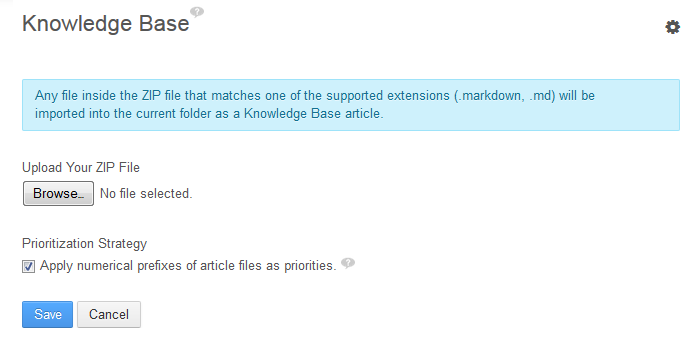 Knowledge Base
Any file inside the ZIP file that matches one of the supported extensions (.markdown, .md) will be
imported into the current folder as a Knowledge Base article.
Upload Your ZIP File
Browse… No file selected.
Prioritization Strategy
Apply numerical prefixes of article files as priorities.
Save Cancel